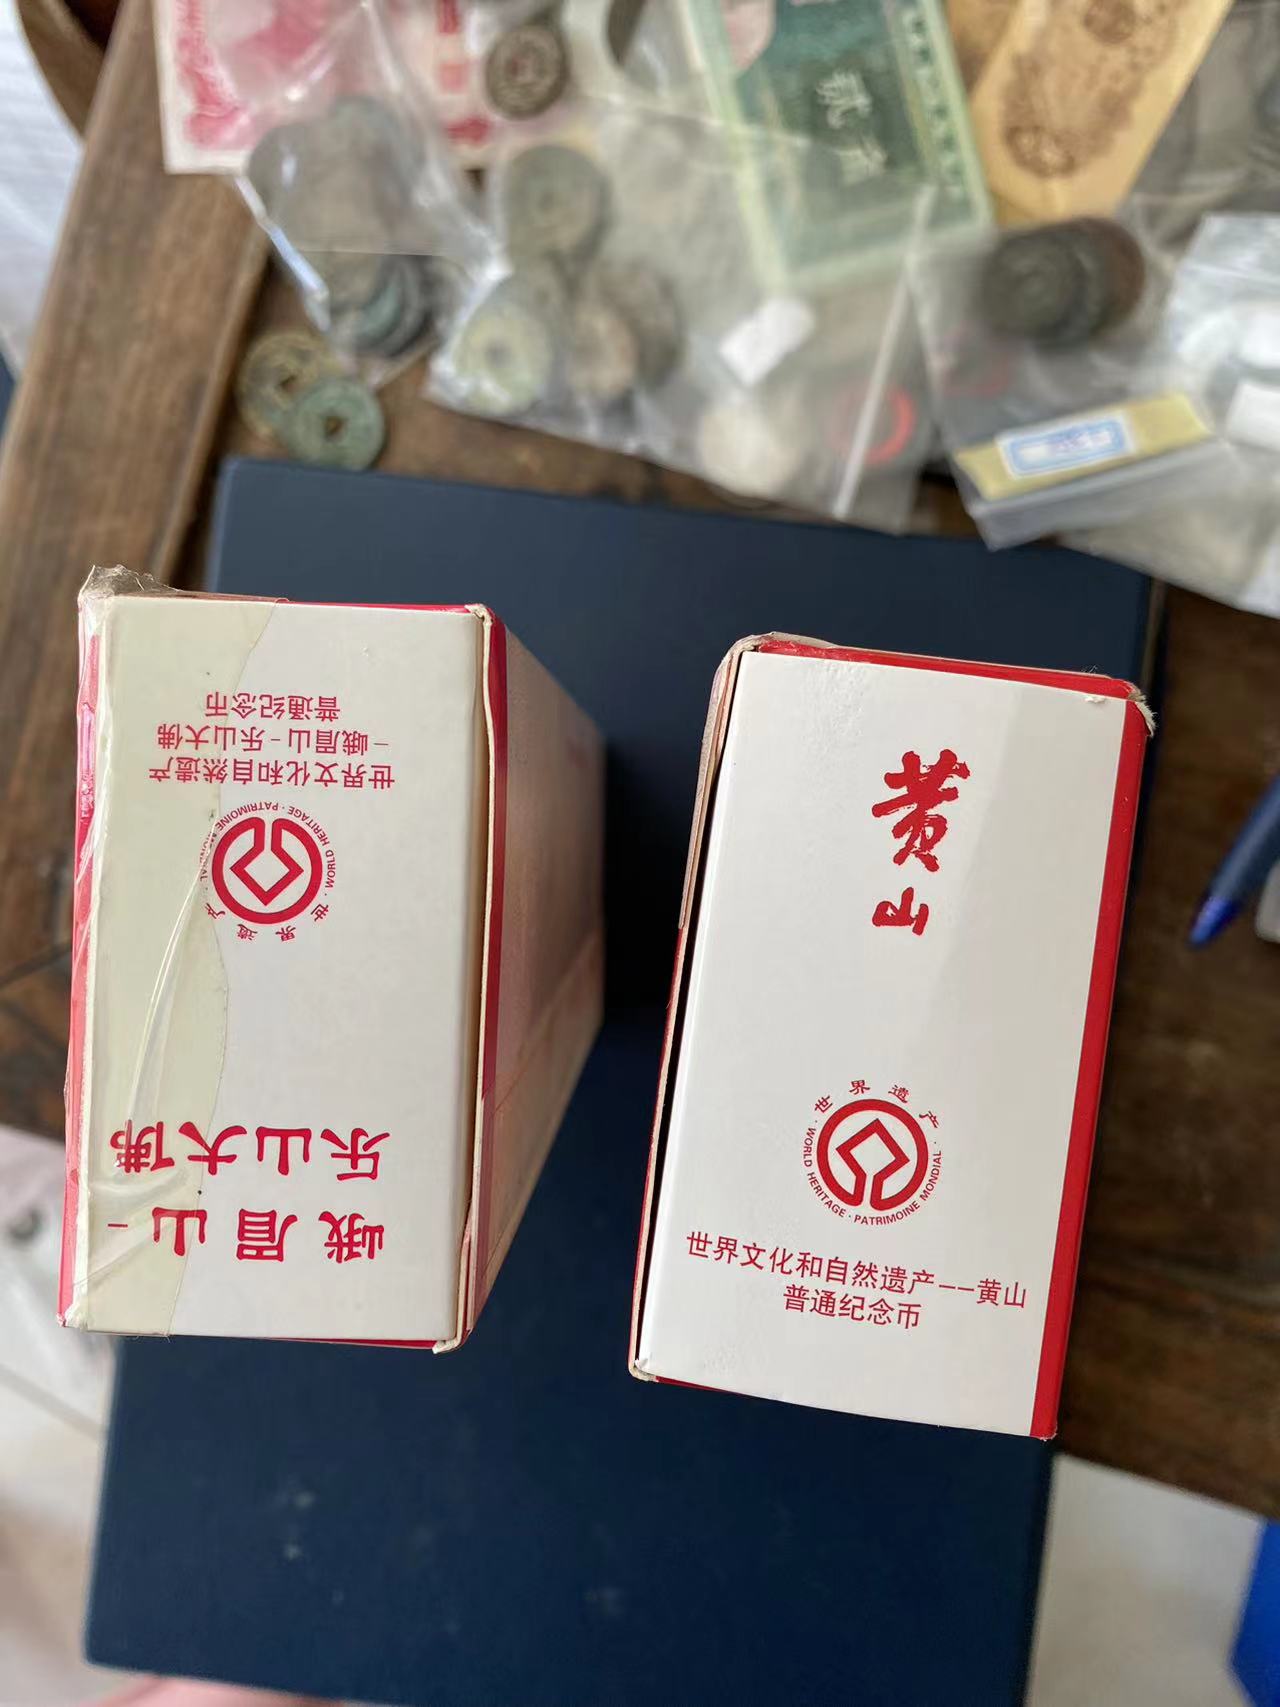 贰角
峨眉山-
乐山大佛
世界遗产
·WORLD HERITAGE·PATRIMOINE MONDIAL·
世界文化和自然遗产
-峨眉山-乐山大佛
普通纪念币
黄山
世界遗产
·WORLD HERITAGE·PATRIMOINE MONDIAL·
世界文化和自然遗产--黄山
普通纪念币